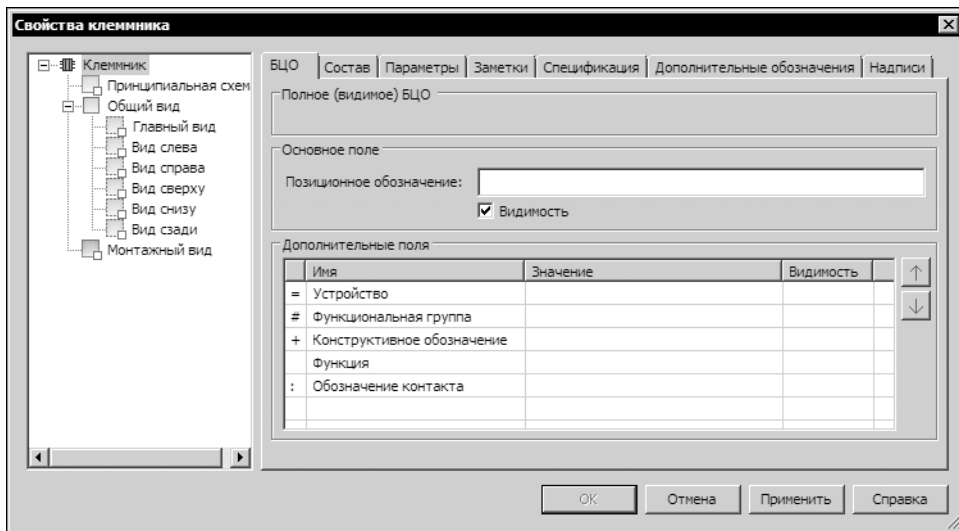 Свойства клеммника
Клеммник
Принципиальная схем
Общий вид
Главный вид
Вид слева
Вид справа
Вид сверху
Вид снизу
Вид сзади
Монтажный вид
БЦО Состав Параметры Заметки Спецификация Дополнительные обозначения Надписи
Полное (видимое) БЦО
Основное поле
Позиционное обозначение:
Видимость
Дополнительные поля
Имя Значение Видимость
= Устройство
# Функциональная группа
+ Конструктивное обозначение
Функция
: Обозначение контакта
OK Отмена Применить Справка